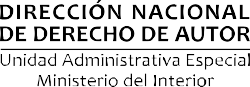 DIRECCIÓN NACIONAL
DE DERECHO DE AUTOR
Unidad Administrativa Especial
Ministerio del Interior